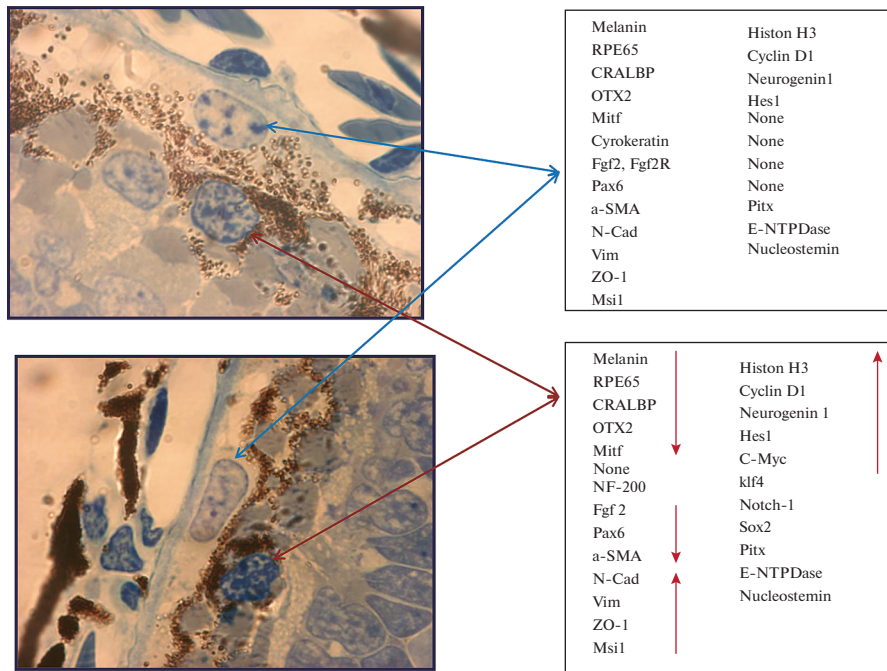 Melanin
RPE65
CRALBP
OTX2
Mitf
Cyrokeratin
Fgf2, Fgf2R
Pax6
a-SMA
N-Cad
Vim
ZO-1
Msi1
Histon H3
Cyclin D1
Neurogenin1
Hes1
None
None
None
None
Pitx
E-NTPDase
Nucleostemin
Melanin
RPE65
CRALBP
OTX2
Mitf
None
NF-200
Fgf 2
Pax6
a-SMA
N-Cad
Vim
ZO-1
Msi1
Histon H3
Cyclin D1
Neurogenin 1
Hes1
C-Myc
klf4
Notch-1
Sox2
Pitx
E-NTPDase
Nucleostemin